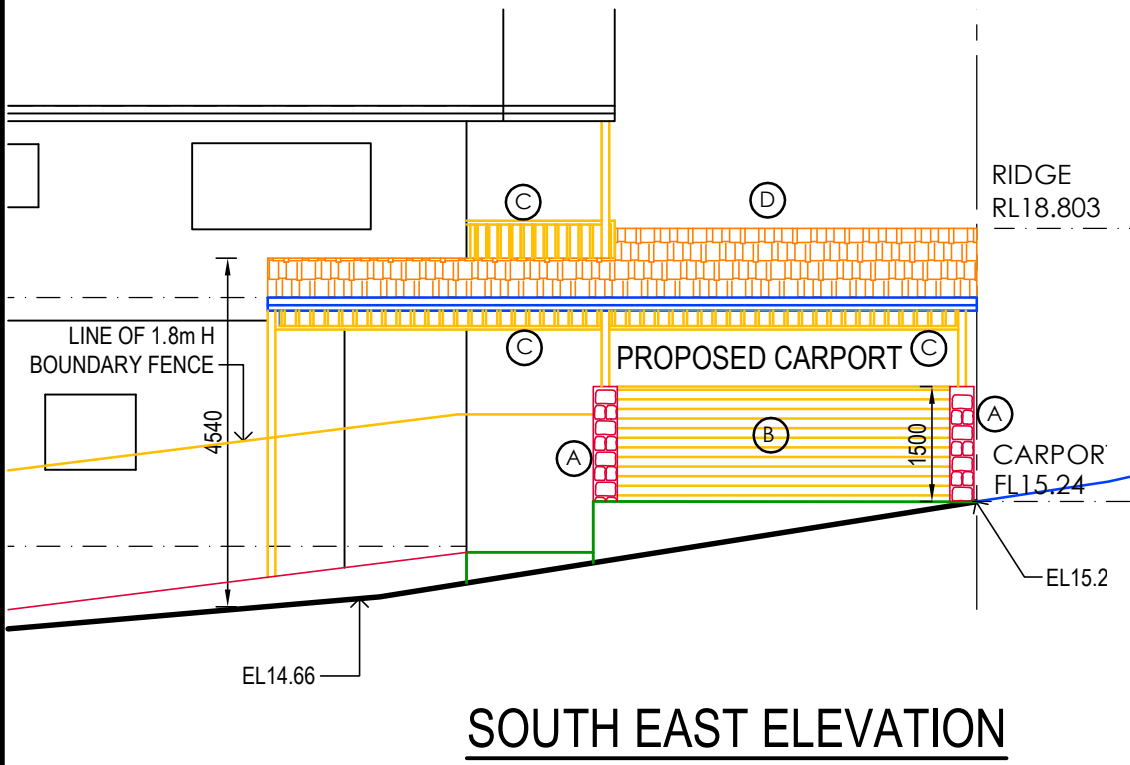 C
D
RIDGE
RL18.803
LINE OF 1.8m H
BOUNDARY FENCE
C
PROPOSED CARPORT
C
4540
A
B
1500
A
CARPOR
FL15.24
EL15.2
EL14.66
SOUTH EAST ELEVATION